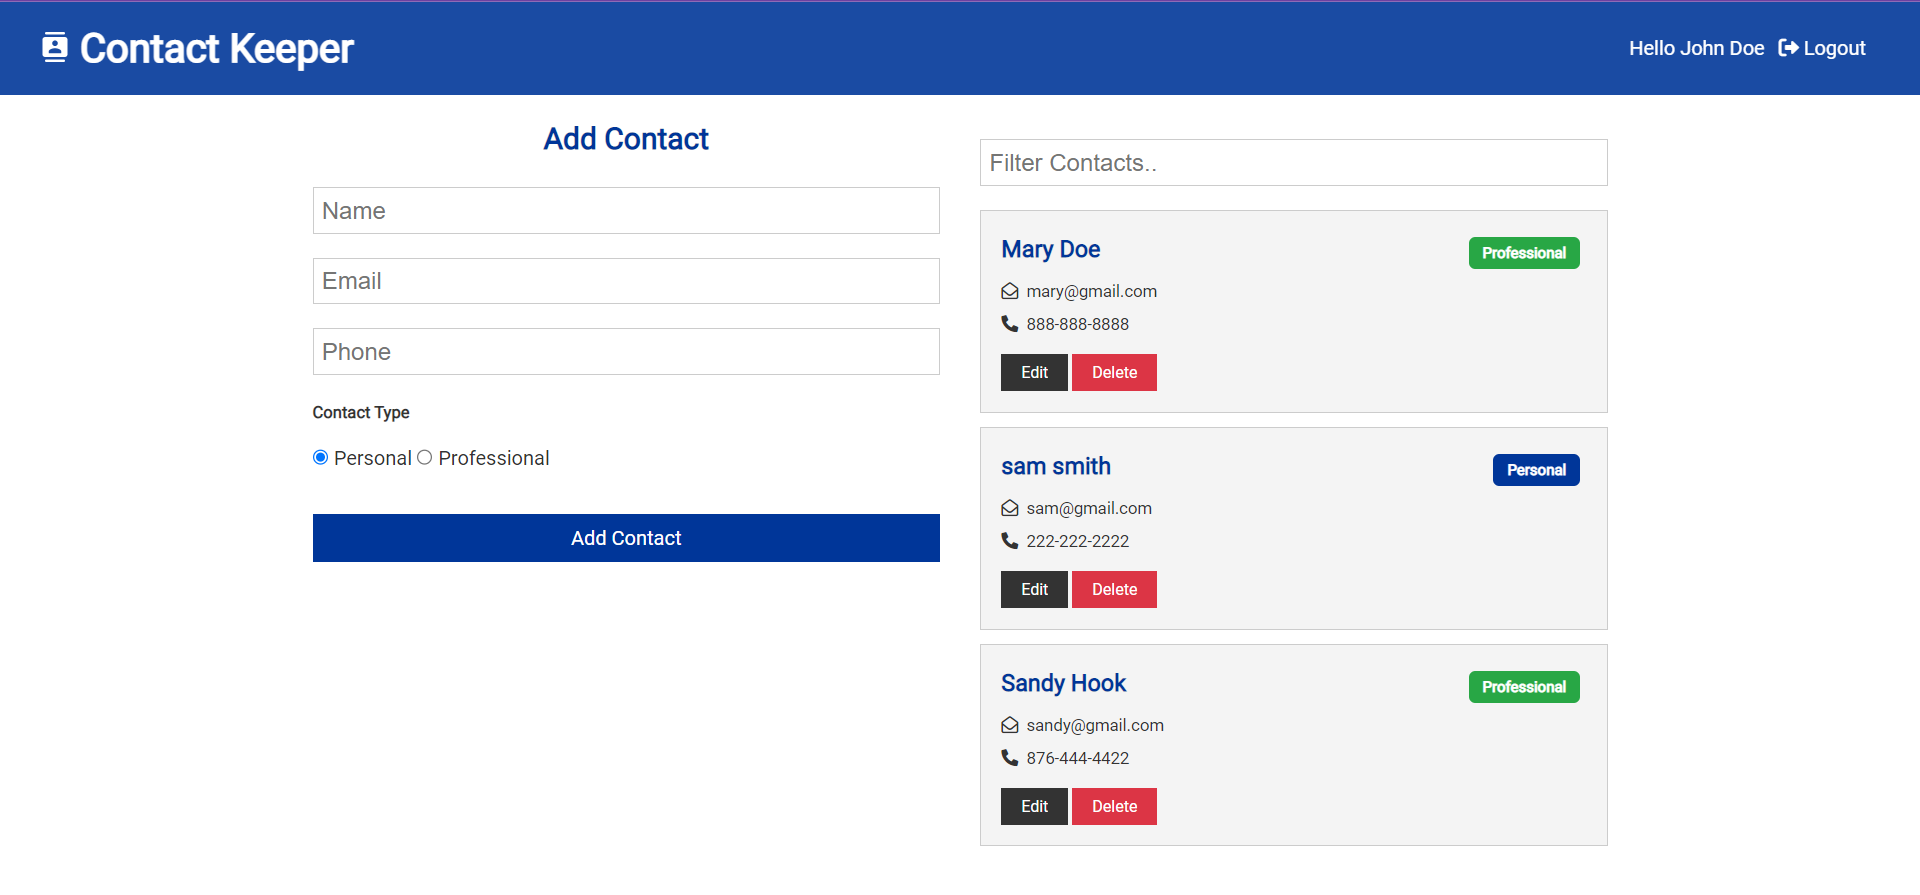 Contact Keeper
Hello John Doe Logout
Add Contact
Name
Email
Phone
Contact Type
Personal Professional
Add Contact
Filter Contacts..
Mary Doe
Professional
mary@gmail.com
888-888-8888
Edit Delete
sam smith
Personal
sam@gmail.com
222-222-2222
Edit Delete
Sandy Hook
Professional
sandy@gmail.com
876-444-4422
Edit Delete